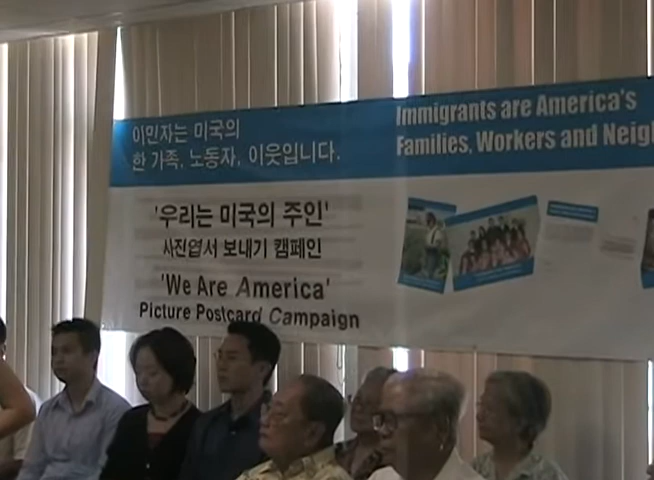 이민자는 미국의
한 가족, 노동자, 이웃입니다.
'우리는 미국의 주인'
사진엽서 보내기 캠페인
'We Are America'
Picture Postcard Campaign
Immigrants are America's
Families, Workers and Neigh